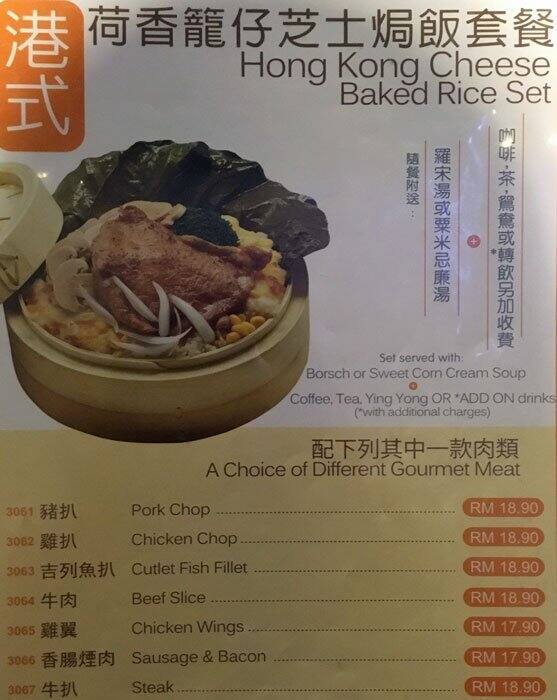 港式
荷香籠仔芝士焗飯套餐
Hong Kong Cheese
Baked Rice Set
咖啡,茶,鴛鴦或*轉飲另加收費
+
羅宋湯或粟米忌廉湯
隨餐附送：
Set served with:
Borsch or Sweet Corn Cream Soup
+
Coffee, Tea, Ying Yong OR *ADD ON drinks
(*with additional charges)
配下列其中一款肉類
A Choice of Different Gourmet Meat
3061 豬扒 Pork Chop RM 18.90
3062 雞扒 Chicken Chop RM 18.90
3063 吉列魚扒 Cutlet Fish Fillet RM 18.90
3064 牛肉 Beef Slice RM 18.90
3065 雞翼 Chicken Wings RM 17.90
3066 香腸煙肉 Sausage & Bacon RM 17.90
3067 牛扒 Steak RM 18.90